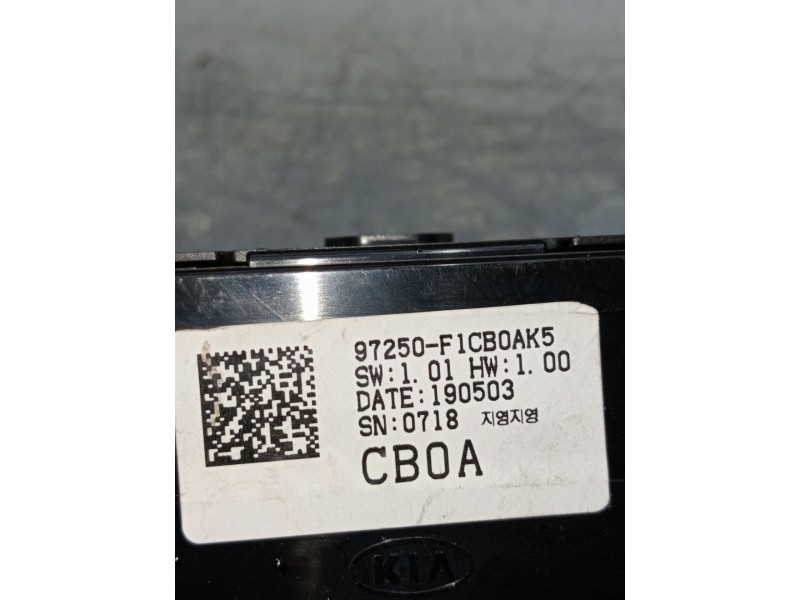 97250-F1CB0AK5
SW:1.01 HW:1.00
DATE:190503
SN:0718 지영지영
CB0A
KIA